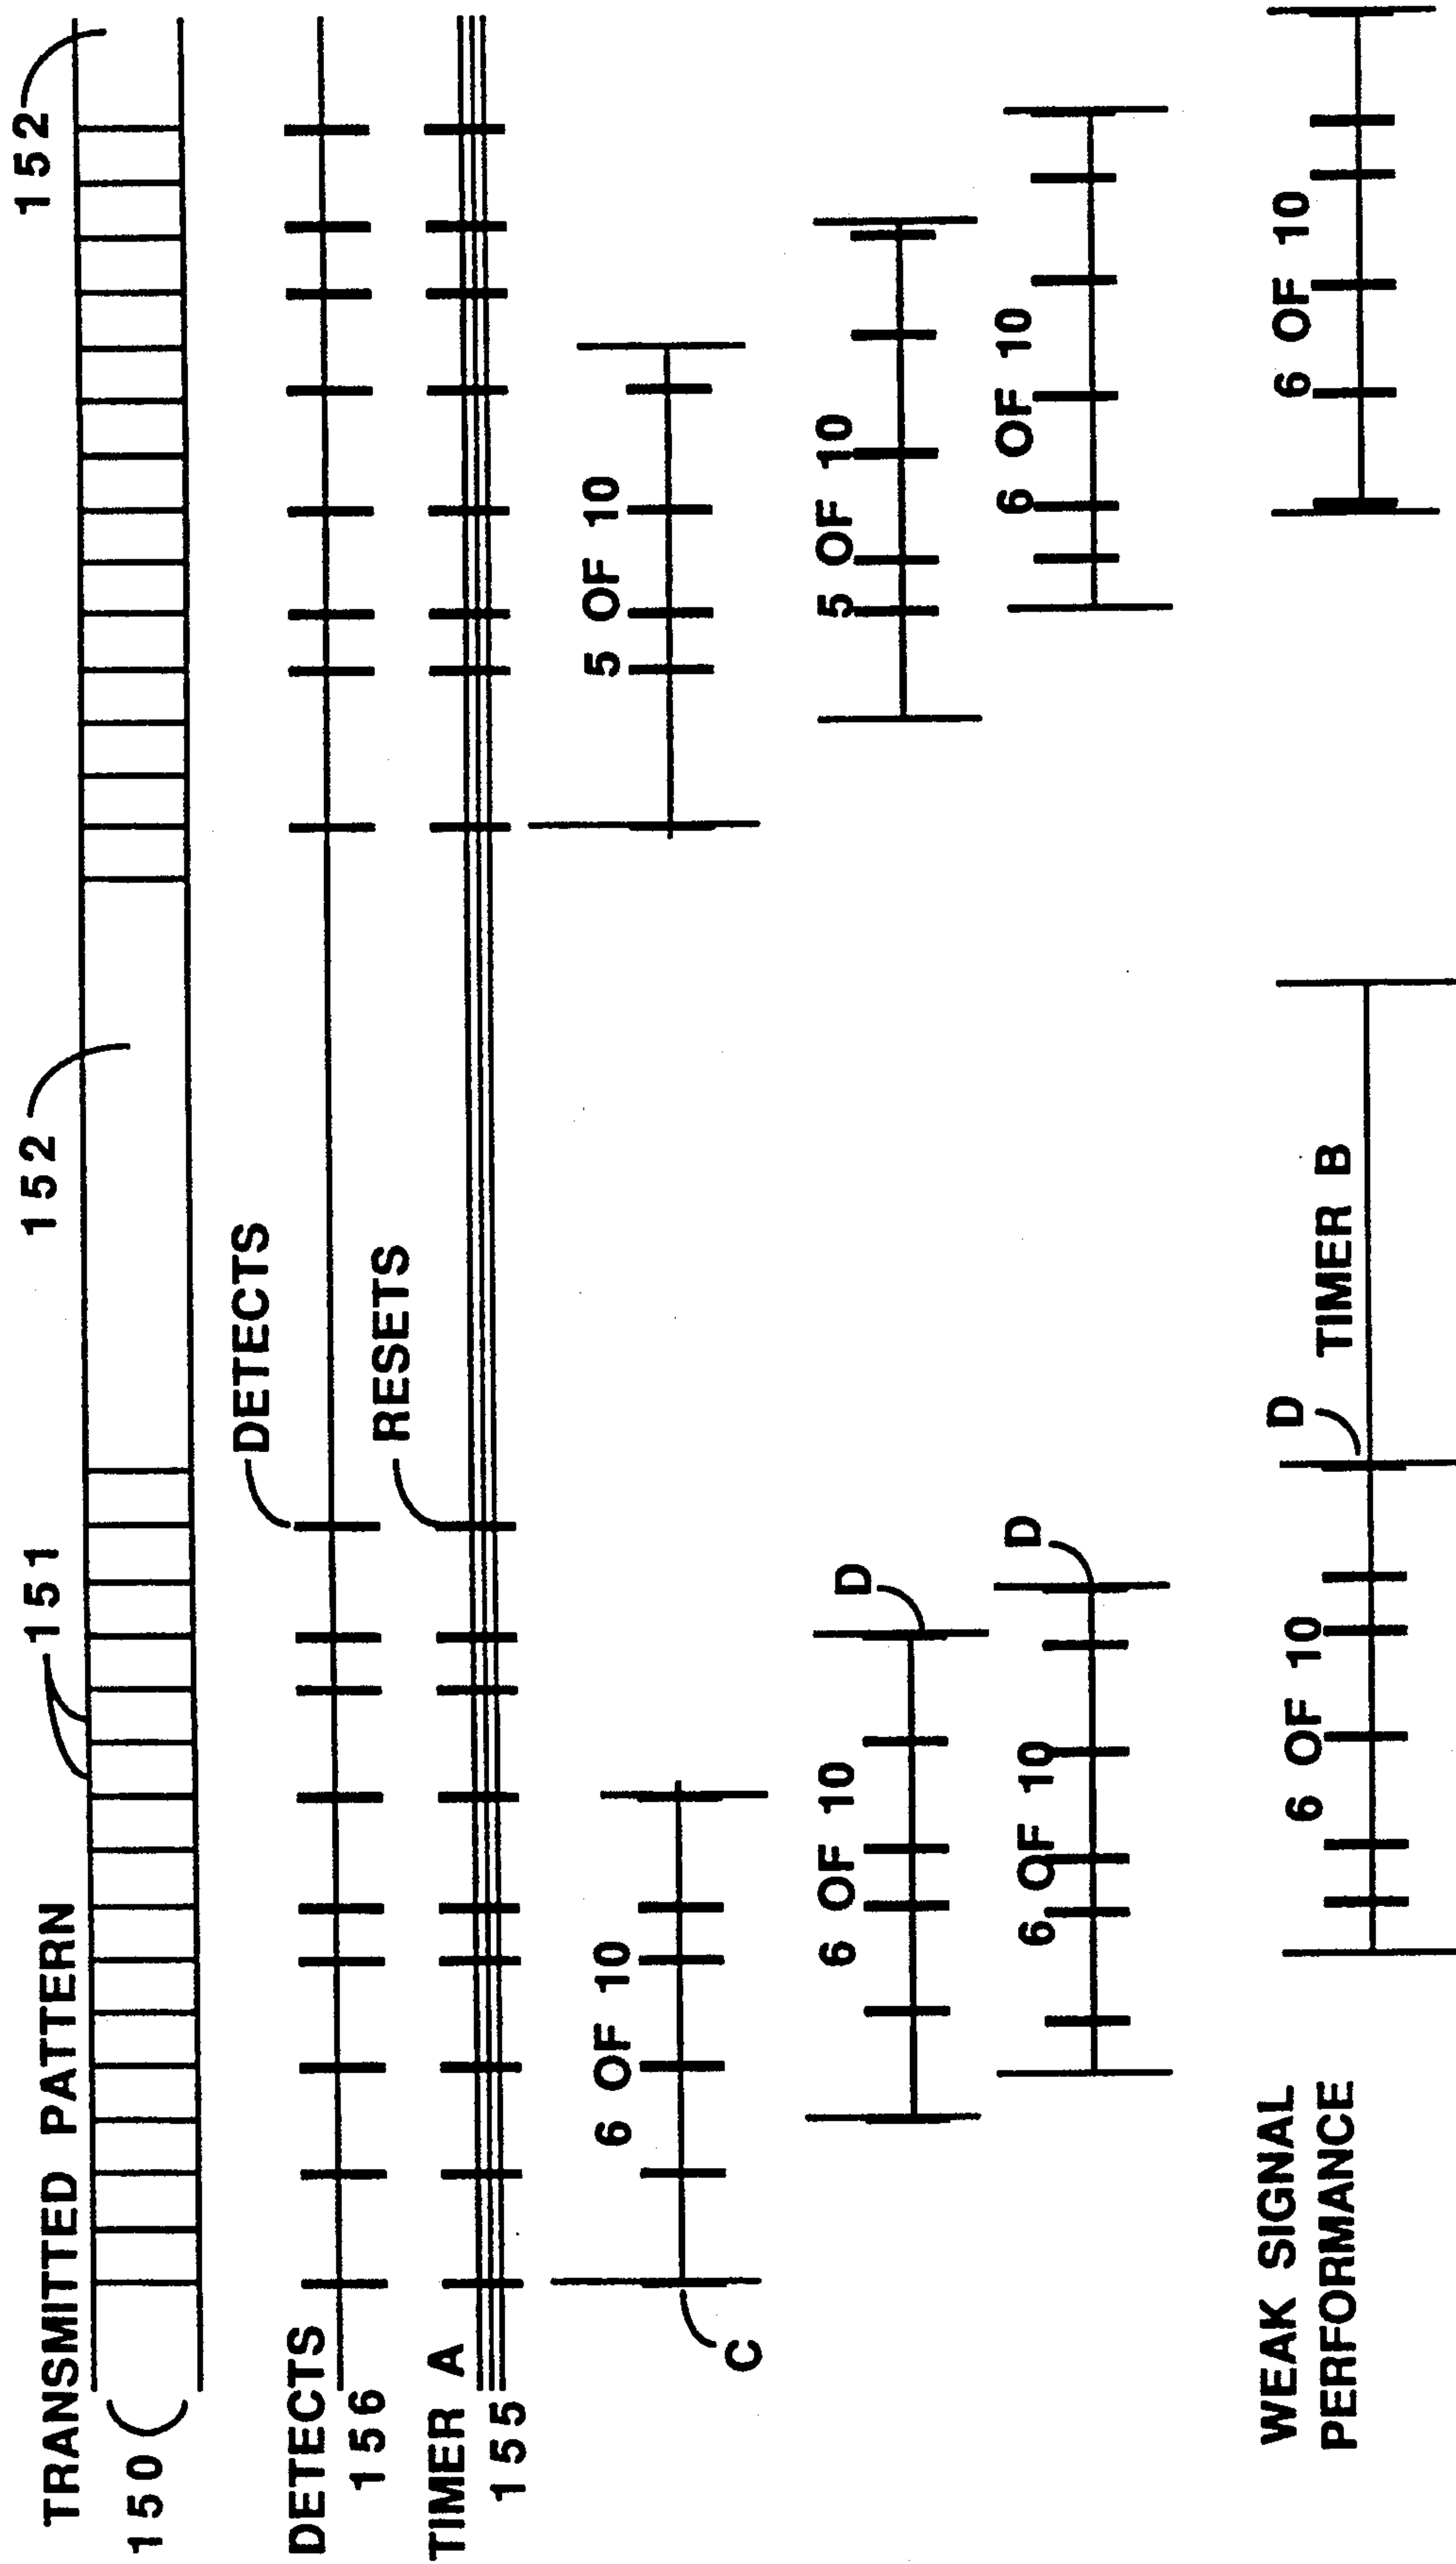 TRANSMITTED PATTERN
151
152
152
150
DETECTS
156
DETECTS
TIMER A
155
RESETS
6 OF 10
5 OF 10
C
6 OF 10
D
5 OF 10
6 OF 10
D
6 OF 10
WEAK SIGNAL
PERFORMANCE
6 OF 10
D
TIMER B
6 OF 10